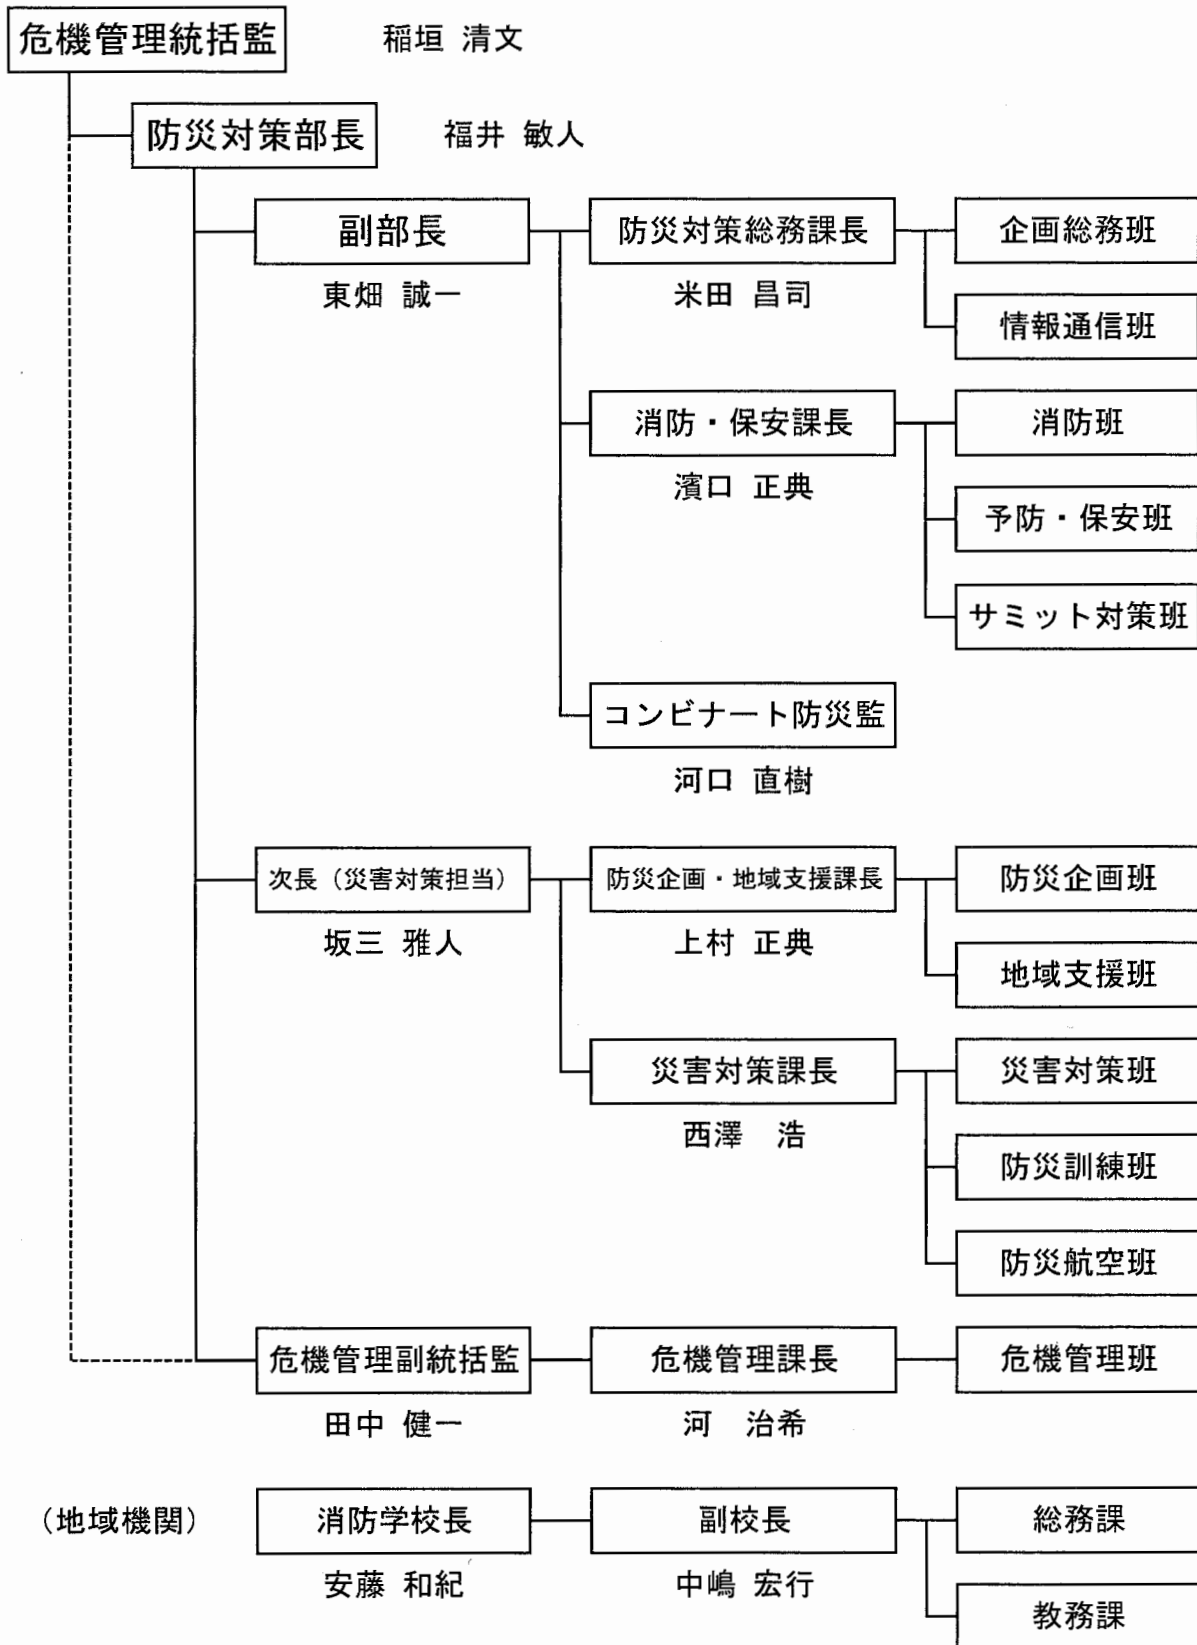 危機管理統括監 稲垣 清文
防災対策部長 福井 敏人
副部長 防災対策総務課長 企画総務班
東畑 誠一 米田 昌司
情報通信班
消防・保安課長 消防班
濱口 正典
予防・保安班
サミット対策班
コンビナート防災監
河口 直樹
次長（災害対策担当） 防災企画・地域支援課長 防災企画班
坂三 雅人 上村 正典
地域支援班
災害対策課長 災害対策班
西澤 浩
防災訓練班
防災航空班
危機管理副統括監 危機管理課長 危機管理班
田中 健一 河 治希
（地域機関） 消防学校長 副校長 総務課
安藤 和紀 中嶋 宏行
教務課